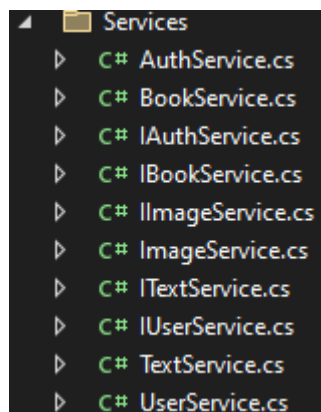 Services
C# AuthService.cs
C# BookService.cs
C# IAuthService.cs
C# IBookService.cs
C# IImageService.cs
C# ImageService.cs
C# ITextService.cs
C# IUserService.cs
C# TextService.cs
C# UserService.cs